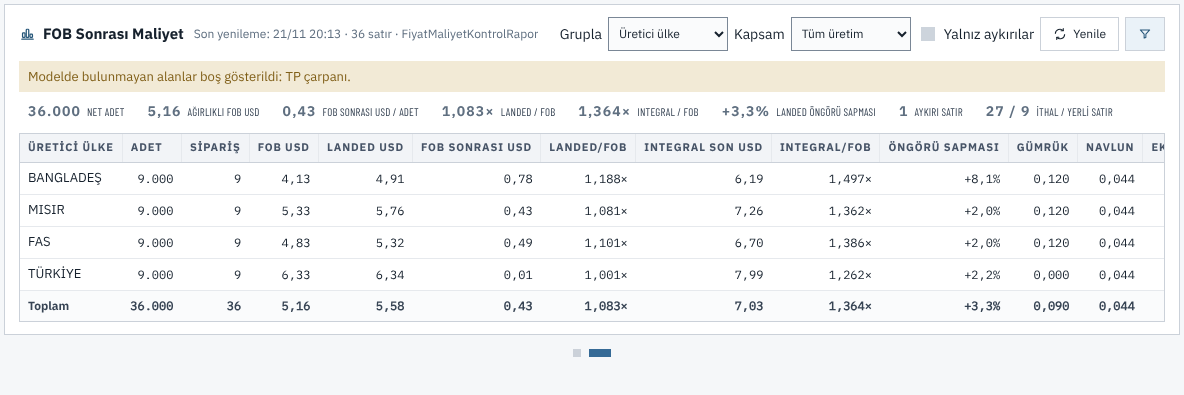 FOB Sonrası Maliyet Son yenileme: 21/11 20:13 · 36 satır · FiyatMaliyetKontrolRapor Grupla Üretici ülke Kapsam Tüm üretim Yalnız aykırılar Yenile
Modelde bulunmayan alanlar boş gösterildi: TP çarpanı.
36.000 NET ADET 5,16 AĞIRLIKLI FOB USD 0,43 FOB SONRASI USD / ADET 1,083× LANDED / FOB 1,364× INTEGRAL / FOB +3,3% LANDED ÖNGÖRÜ SAPMASI 1 AYKIRI SATIR 27 / 9 İTHAL / YERLİ SATIR
ÜRETİCİ ÜLKE ADET SİPARİŞ FOB USD LANDED USD FOB SONRASI USD LANDED/FOB INTEGRAL SON USD INTEGRAL/FOB ÖNGÖRÜ SAPMASI GÜMRÜK NAVLUN
BANGLADEŞ 9.000 9 4,13 4,91 0,78 1,188× 6,19 1,497× +8,1% 0,120 0,044
MISIR 9.000 9 5,33 5,76 0,43 1,081× 7,26 1,362× +2,0% 0,120 0,044
FAS 9.000 9 4,83 5,32 0,49 1,101× 6,70 1,386× +2,0% 0,120 0,044
TÜRKİYE 9.000 9 6,33 6,34 0,01 1,001× 7,99 1,262× +2,2% 0,000 0,044
Toplam 36.000 36 5,16 5,58 0,43 1,083× 7,03 1,364× +3,3% 0,090 0,044